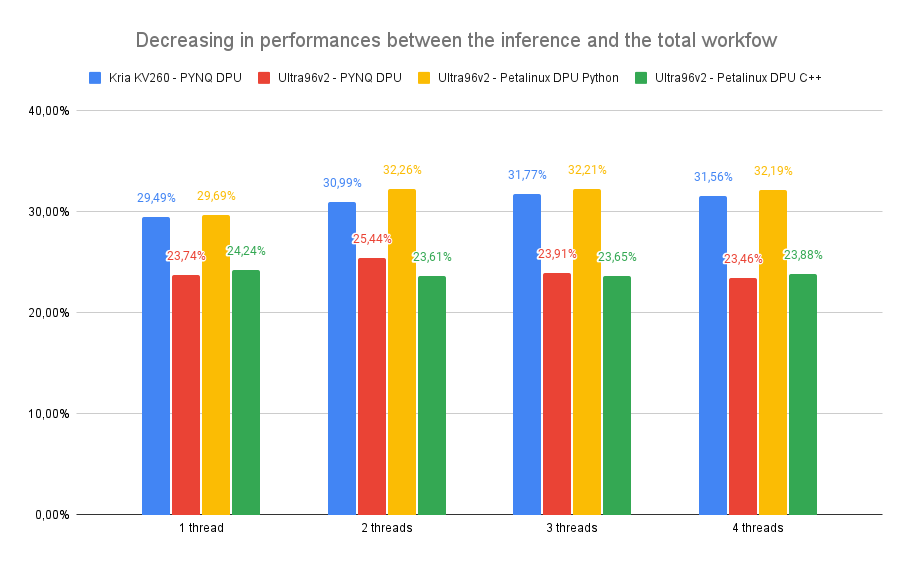 Decreasing in performances between the inference and the total workfow
Kria KV260 - PYNQ DPU Ultra96v2 - PYNQ DPU Ultra96v2 - Petalinux DPU Python Ultra96v2 - Petalinux DPU C++
40,00%
30,00%
20,00%
10,00%
0,00%
29,49% 23,74% 29,69% 24,24%
30,99% 25,44% 32,26% 23,61%
31,77% 23,91% 32,21% 23,65%
31,56% 23,46% 32,19% 23,88%
1 thread 2 threads 3 threads 4 threads